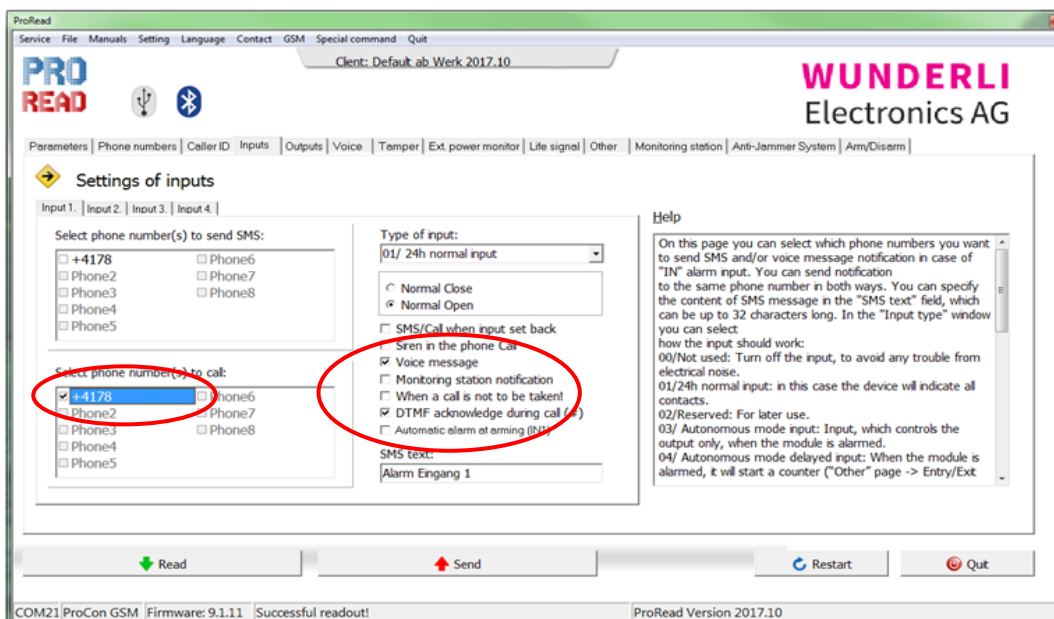 ProRead
Service File Manuals Setting Language Contact GSM Special command Quit
Client: Default ab Werk 2017.10
PRO
READ
WUNDERLI
Electronics AG
Parameters Phone numbers Caller ID Inputs Outputs Voice Tamper Ext. power monitor Life signal Other Monitoring station Anti-Jammer System Arm/Disarm
Settings of inputs
Input 1. Input 2. Input 3. Input 4.
Select phone number(s) to send SMS:
+4178 Phone6
Phone2 Phone7
Phone3 Phone8
Phone4
Phone5
Select phone number(s) to call:
+4178 Phone6
Phone2 Phone7
Phone3 Phone8
Phone4
Phone5
Type of input:
01/ 24h normal input
Normal Close
Normal Open
SMS/Call when input set back
Siren in the phone Call
Voice message
Monitoring station notification
When a call is not to be taken!
DTMF acknowledge during call (#)
Automatic alarm at arming (IN1)
SMS text:
Alarm Eingang 1
Help
On this page you can select which phone numbers you want
to send SMS and/or voice message notification in case of
"IN" alarm input. You can send notification
to the same phone number in both ways. You can specify
the content of SMS message in the "SMS text" field, which
can be up to 32 characters long. In the "Input type" window
you can select
how the input should work:
00/Not used: Turn off the input, to avoid any trouble from
electrical noise.
01/24h normal input: in this case the device will indicate all
contacts.
02/Reserved: For later use.
03/ Autonomous mode input: Input, which controls the
output only, when the module is alarmed.
04/ Autonomous mode delayed input: When the module is
alarmed, it will start a counter ("Other" page -> Entry/Exit
Read Send Restart Quit
COM21 ProCon GSM Firmware: 9.1.11 Successful readout! ProRead Version 2017.10